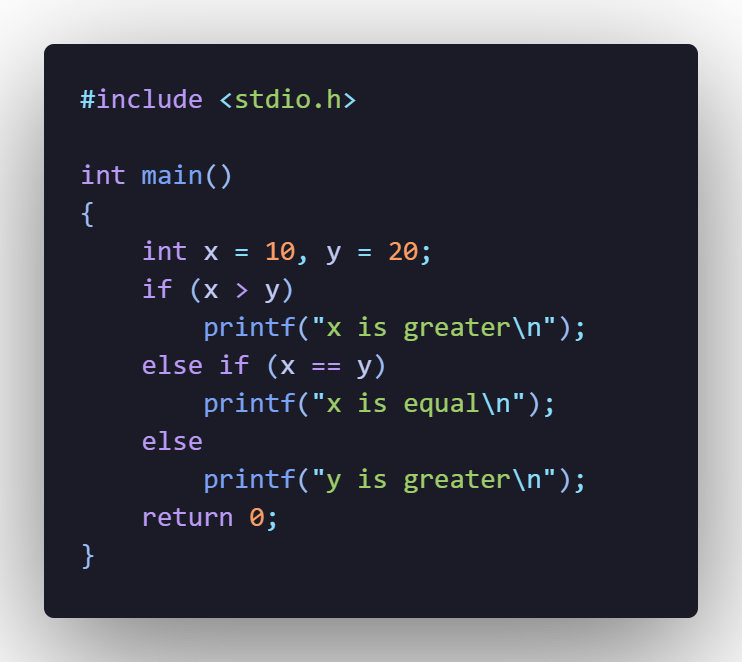 #include <stdio.h>

int main()
{
    int x = 10, y = 20;
    if (x > y)
        printf("x is greater\n");
    else if (x == y)
        printf("x is equal\n");
    else
        printf("y is greater\n");
    return 0;
}